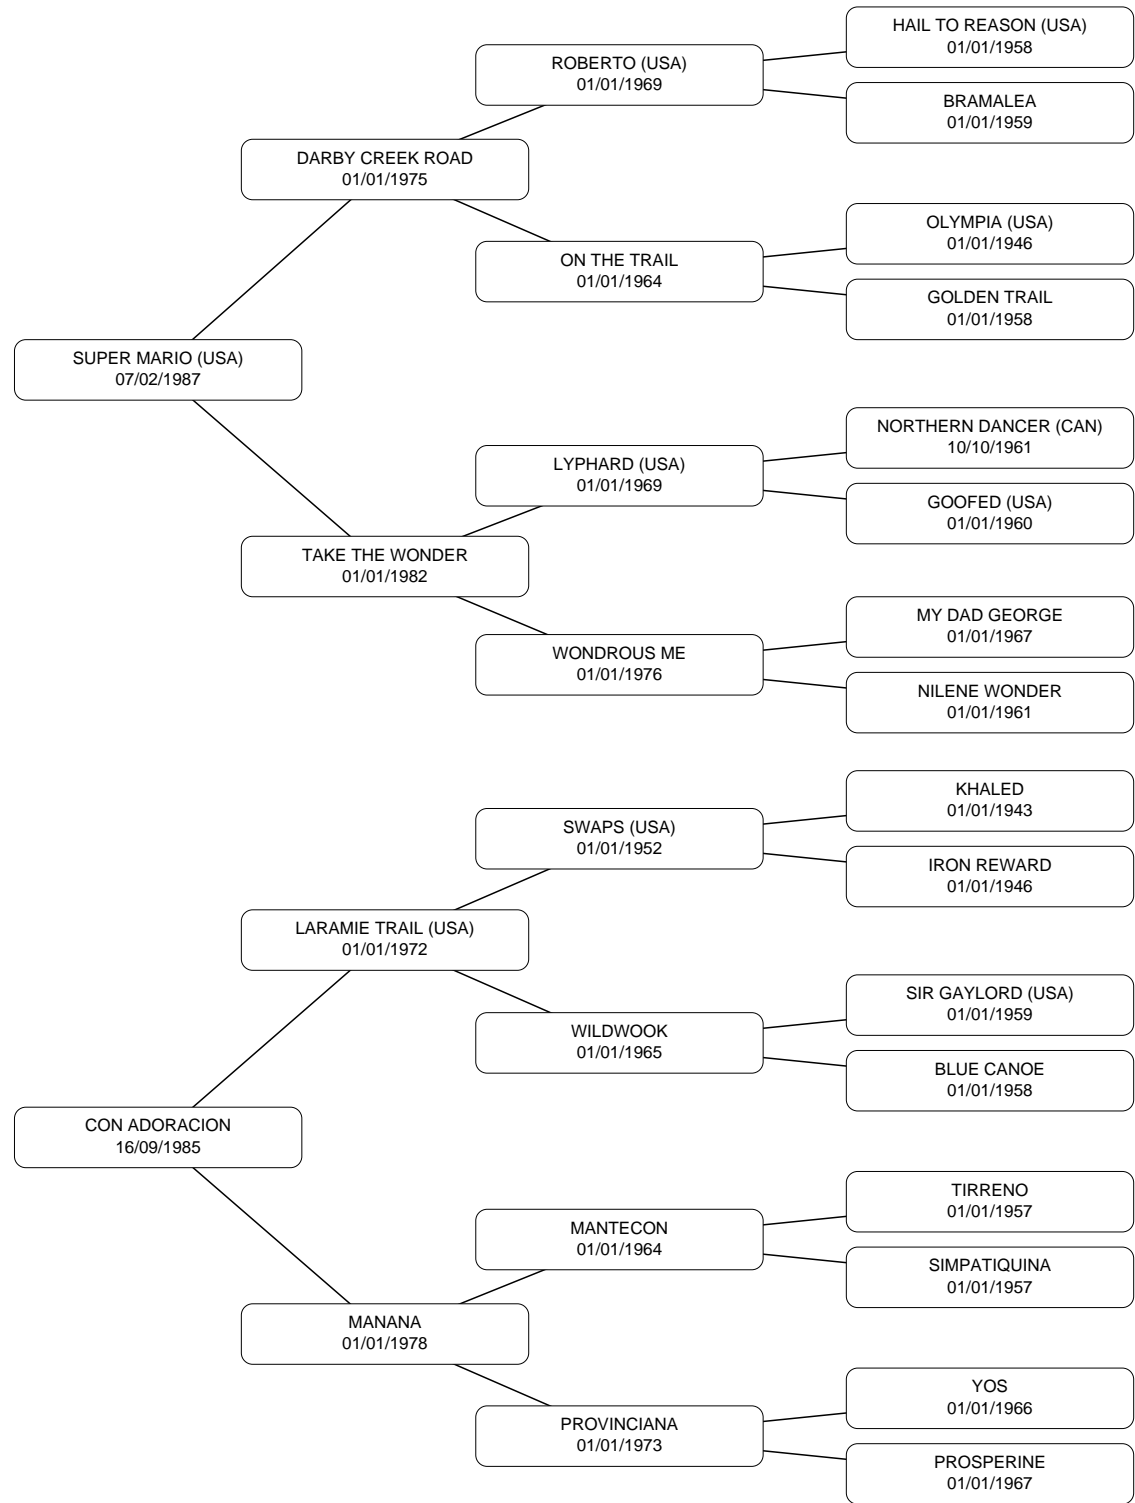 HAIL TO REASON (USA)
01/01/1958
ROBERTO (USA)
01/01/1969
BRAMALEA
01/01/1959
DARBY CREEK ROAD
01/01/1975
OLYMPIA (USA)
01/01/1946
ON THE TRAIL
01/01/1964
GOLDEN TRAIL
01/01/1958
SUPER MARIO (USA)
07/02/1987
NORTHERN DANCER (CAN)
10/10/1961
LYPHARD (USA)
01/01/1969
GOOFED (USA)
01/01/1960
TAKE THE WONDER
01/01/1982
MY DAD GEORGE
01/01/1967
WONDROUS ME
01/01/1976
NILENE WONDER
01/01/1961
KHALED
01/01/1943
SWAPS (USA)
01/01/1952
IRON REWARD
01/01/1946
LARAMIE TRAIL (USA)
01/01/1972
SIR GAYLORD (USA)
01/01/1959
WILDWOOK
01/01/1965
BLUE CANOE
01/01/1958
CON ADORACION
16/09/1985
TIRRENO
01/01/1957
MANTECON
01/01/1964
SIMPATIQUINA
01/01/1957
MANANA
01/01/1978
YOS
01/01/1966
PROVINCIANA
01/01/1973
PROSPERINE
01/01/1967